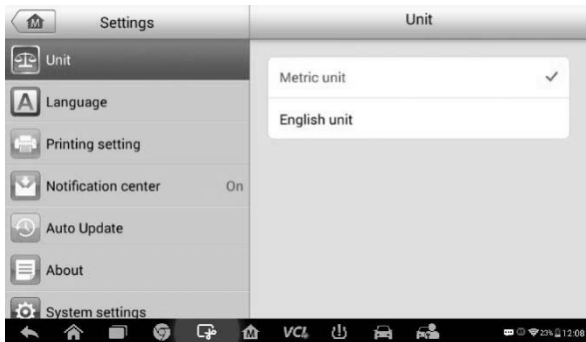 Settings
Unit
Unit
Metric unit
English unit
A Language
Printing setting
Notification center On
Auto Update
About
System settings
VCI
23% 12:08